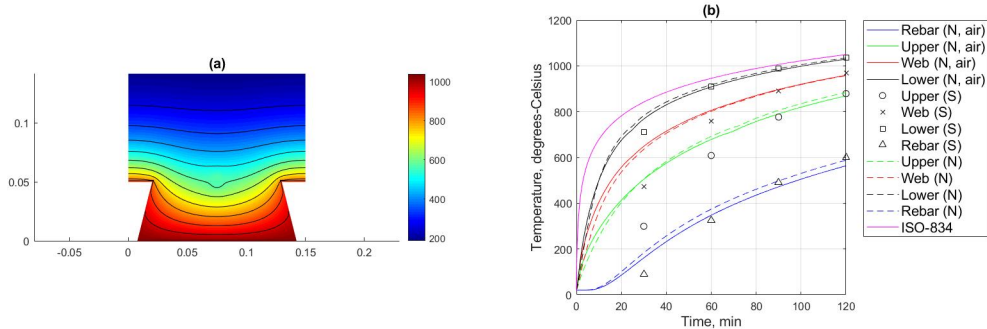 (a)
0.1
0.05
0
-0.05
0
0.05
0.1
0.15
0.2
1000
800
600
400
200
(b)
1200
1000
800
600
400
200
0
0
20
40
60
80
100
120
Temperature, degrees-Celsius
Time, min
Rebar (N, air)
Upper (N, air)
Web (N, air)
Lower (N, air)
Upper (S)
Web (S)
Lower (S)
Rebar (S)
Upper (N)
Web (N)
Lower (N)
Rebar (N)
ISO-834